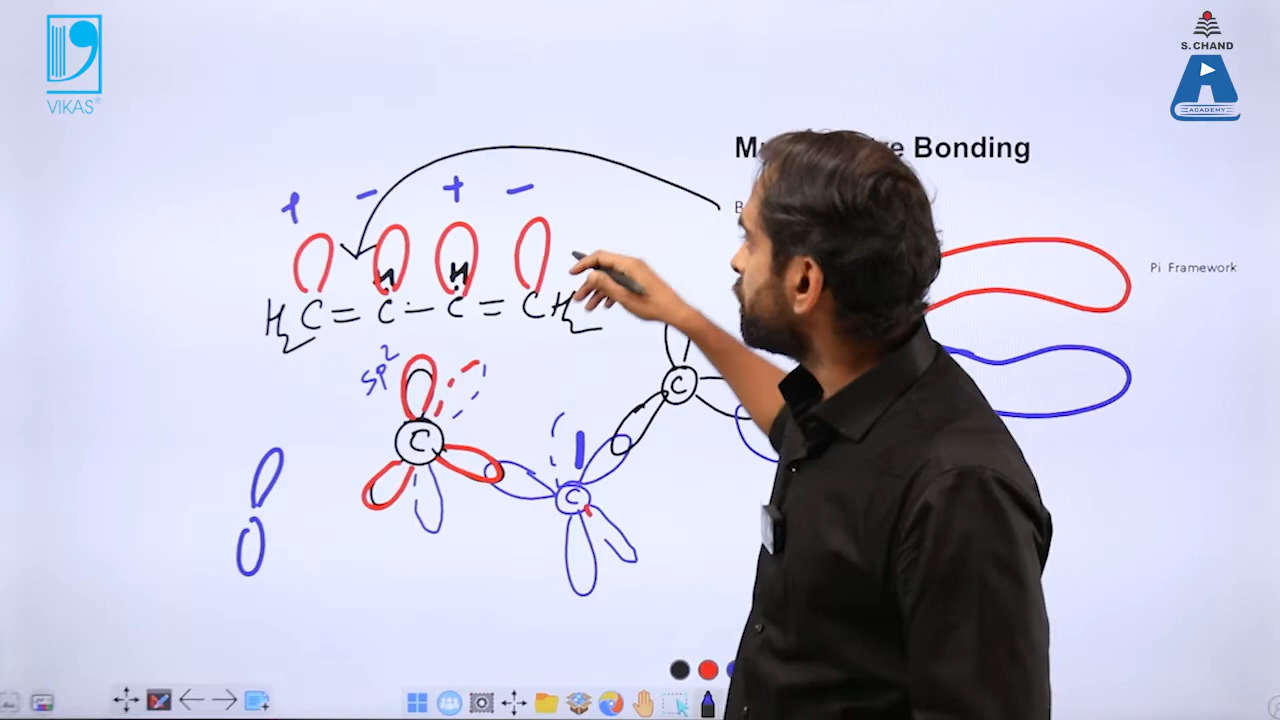 VIKAS®
S. CHAND
ACADEMY
Bonding
B
Pi Framework
+ - + -
H H
H₂C = C - C = CH₂
sp²
C
C
C